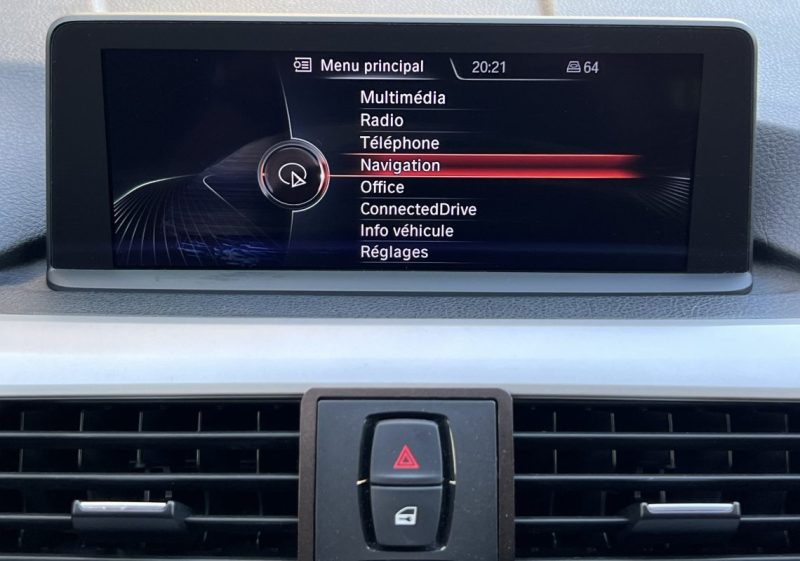 Menu principal 20:21 64
Multimédia
Radio
Téléphone
Navigation
Office
ConnectedDrive
Info véhicule
Réglages